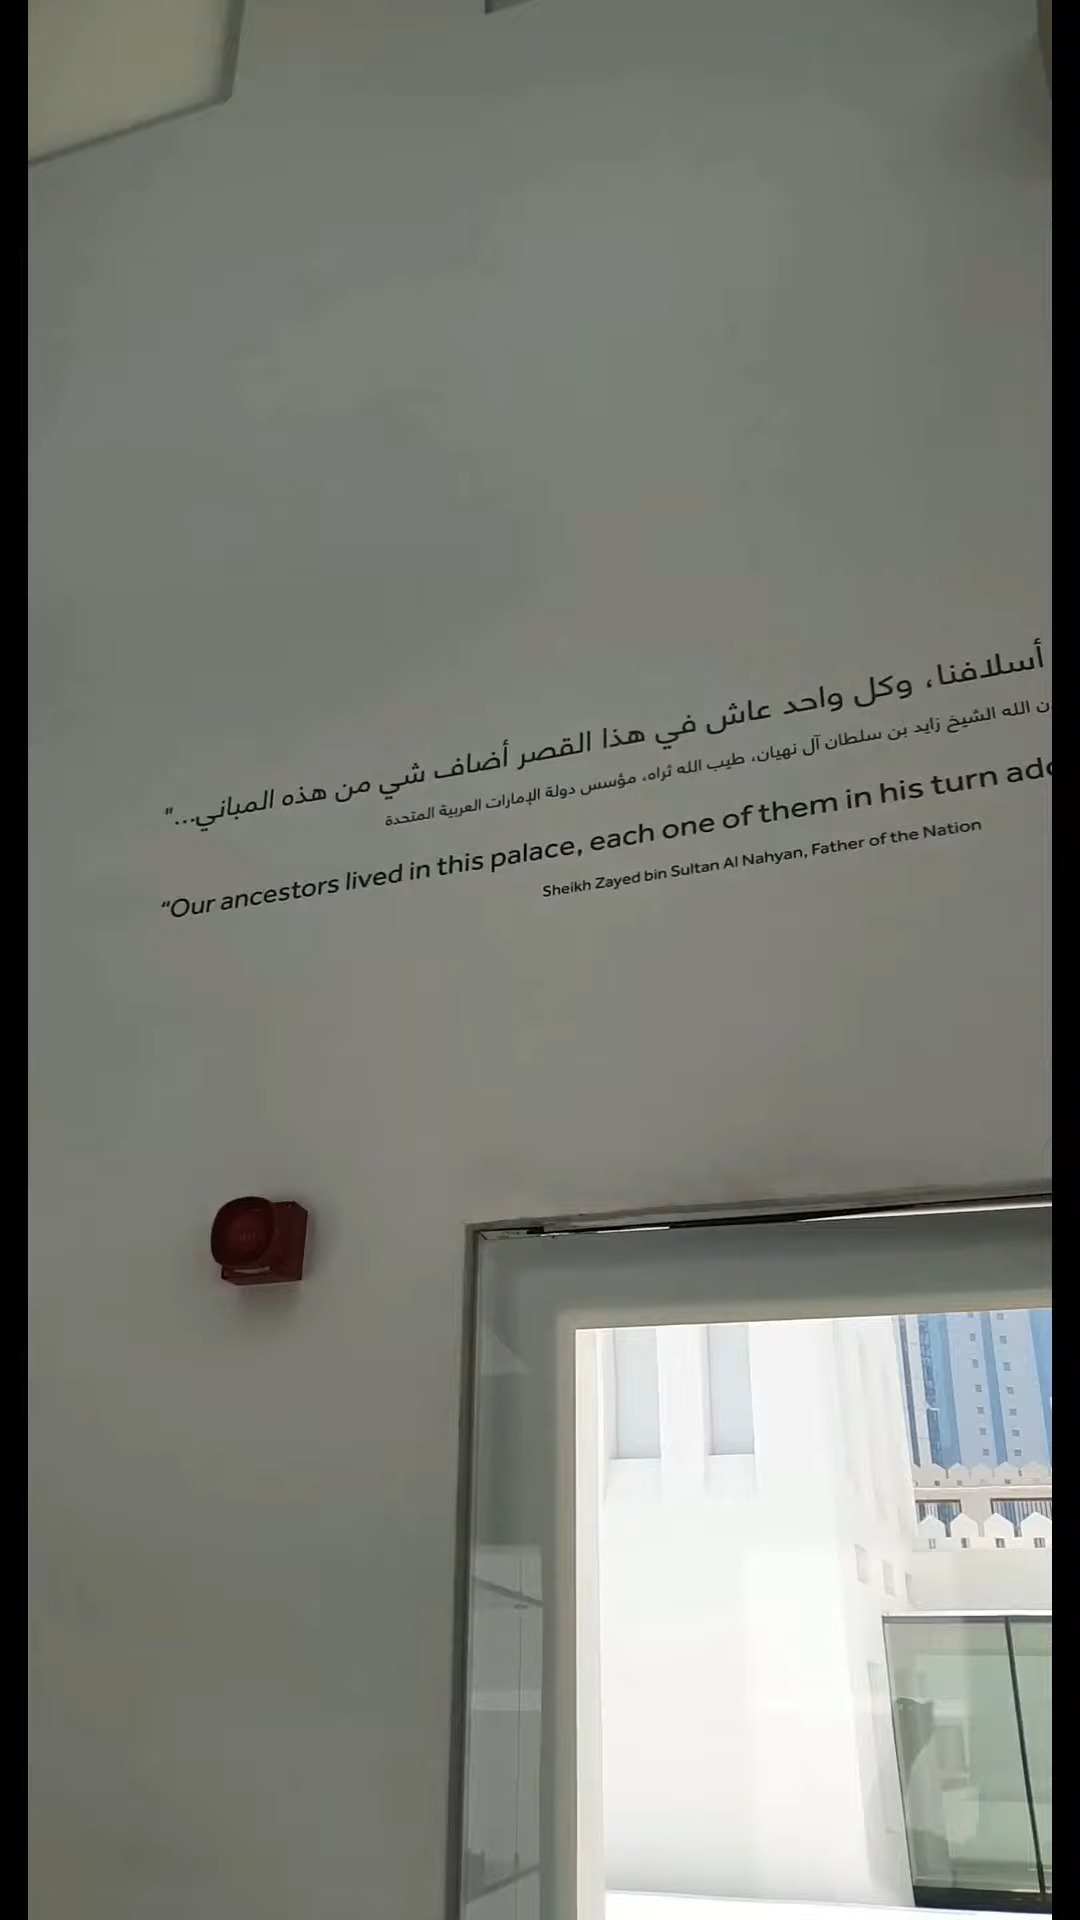 أسلافنا، وكل واحد عاش في هذا القصر أضاف شي من هذه المباني..."
الله الشيخ زايد بن سلطان آل نهيان، طيب الله ثراه، مؤسس دولة الإمارات العربية المتحدة
“Our ancestors lived in this palace, each one of them in his turn
Sheikh Zayed bin Sultan Al Nahyan, Father of the Nation